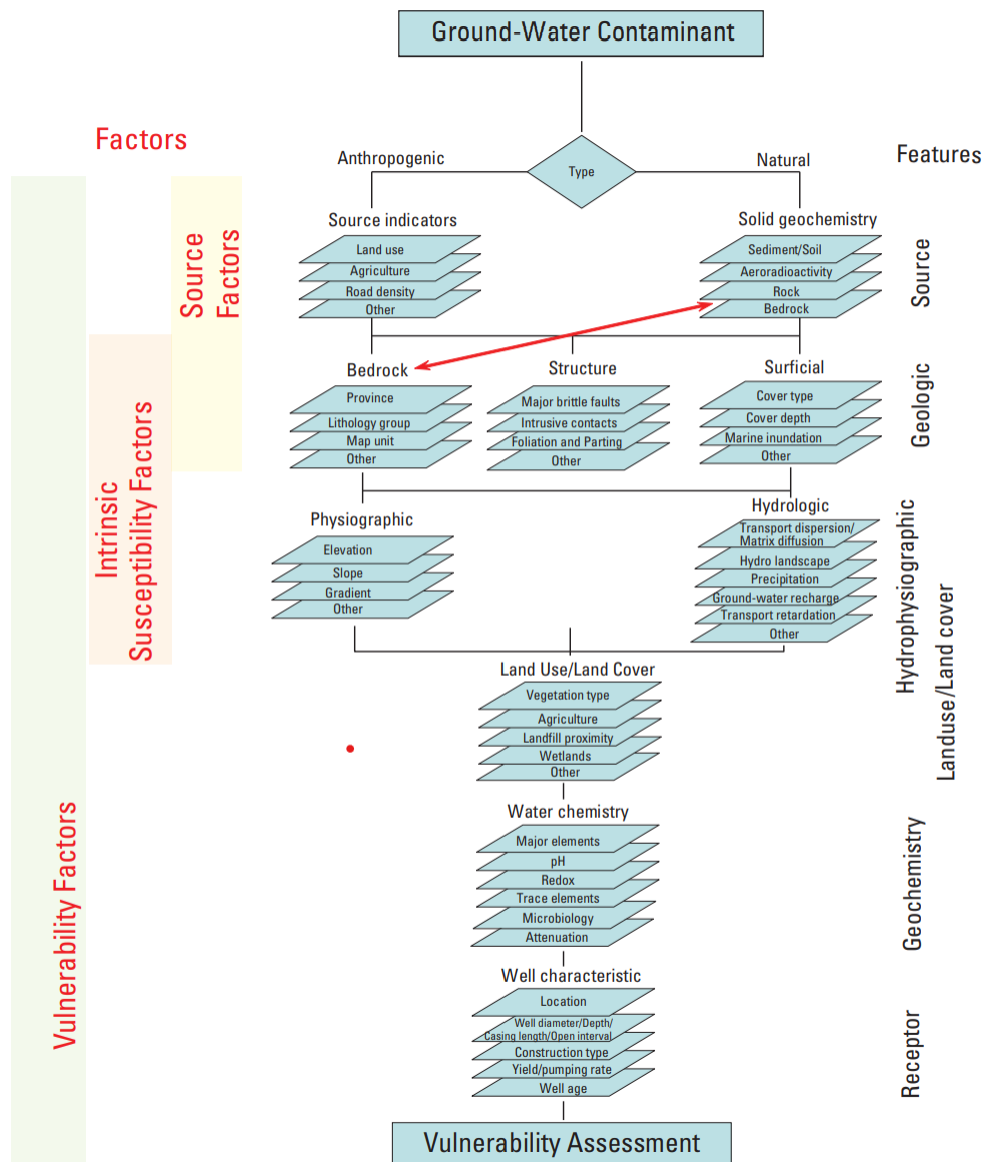 Ground-Water Contaminant
Factors
Anthropogenic
Type
Natural
Features
Source indicators
Land use
Agriculture
Road density
Other
Solid geochemistry
Sediment/Soil
Aeroradioactivity
Rock
Bedrock
Source
Source
Factors
Bedrock
Province
Lithology group
Map unit
Other
Structure
Major brittle faults
Intrusive contacts
Foliation and Parting
Other
Surficial
Cover type
Cover depth
Marine inundation
Other
Geologic
Intrinsic
Susceptibility Factors
Physiographic
Elevation
Slope
Gradient
Other
Hydrologic
Transport dispersion/
Matrix diffusion
Hydro landscape
Precipitation
Ground-water recharge
Transport retardation
Other
Hydrophysiographic
Land Use/Land Cover
Vegetation type
Agriculture
Landfill proximity
Wetlands
Other
Landuse/Land cover
Vulnerability Factors
Water chemistry
Major elements
pH
Redox
Trace elements
Microbiology
Attenuation
Geochemistry
Well characteristic
Location
Well diameter/Depth/
Casing length/Open interval
Construction type
Yield/pumping rate
Well age
Receptor
Vulnerability Assessment